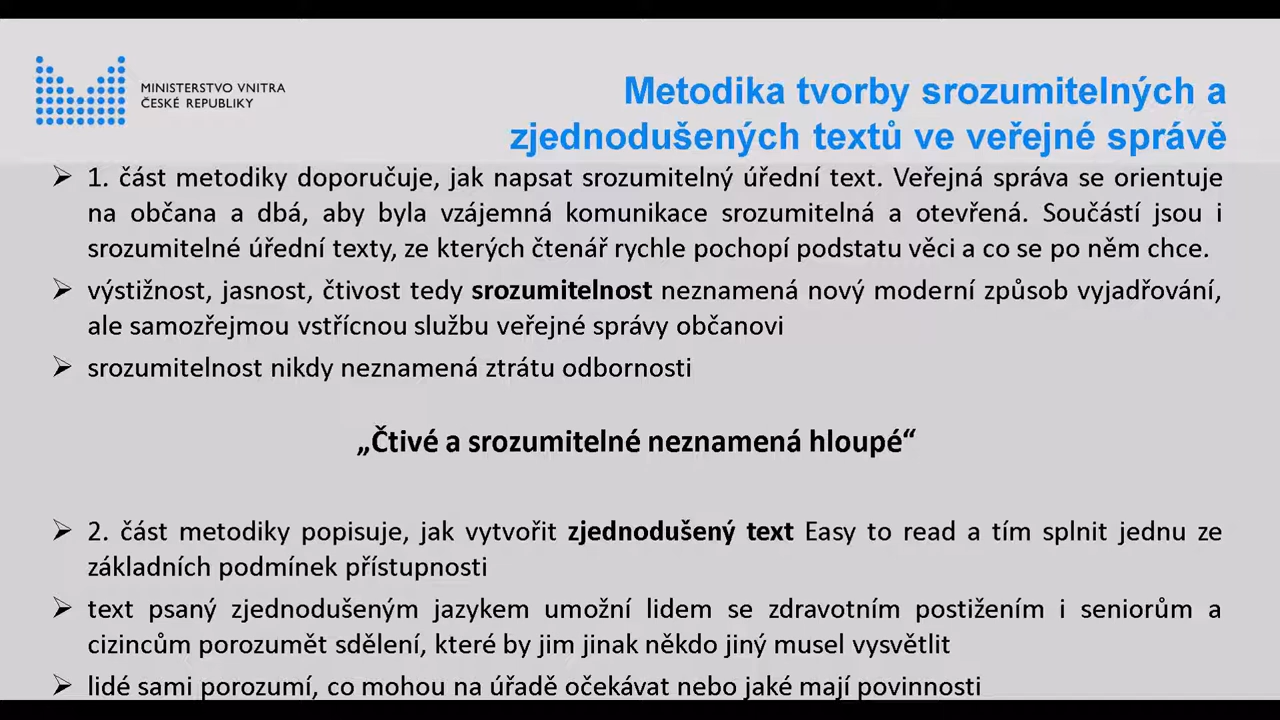 MINISTERSTVO VNITRA
ČESKÉ REPUBLIKY
Metodika tvorby srozumitelných a
zjednodušených textů ve veřejné správě
➢ 1. část metodiky doporučuje, jak napsat srozumitelný úřední text. Veřejná správa se orientuje
na občana a dbá, aby byla vzájemná komunikace srozumitelná a otevřená. Součástí jsou i
srozumitelné úřední texty, ze kterých čtenář rychle pochopí podstatu věci a co se po něm chce.
➢ výstižnost, jasnost, čtivost tedy srozumitelnost neznamená nový moderní způsob vyjadřování,
ale samozřejmou vstřícnou službu veřejné správy občanovi
➢ srozumitelnost nikdy neznamená ztrátu odbornosti
„Čtivé a srozumitelné neznamená hloupé“
➢ 2. část metodiky popisuje, jak vytvořit zjednodušený text Easy to read a tím splnit jednu ze
základních podmínek přístupnosti
➢ text psaný zjednodušeným jazykem umožní lidem se zdravotním postižením i seniorům a
cizincům porozumět sdělení, které by jim jinak někdo jiný musel vysvětlit
➢ lidé sami porozumí, co mohou na úřadě očekávat nebo jaké mají povinnosti